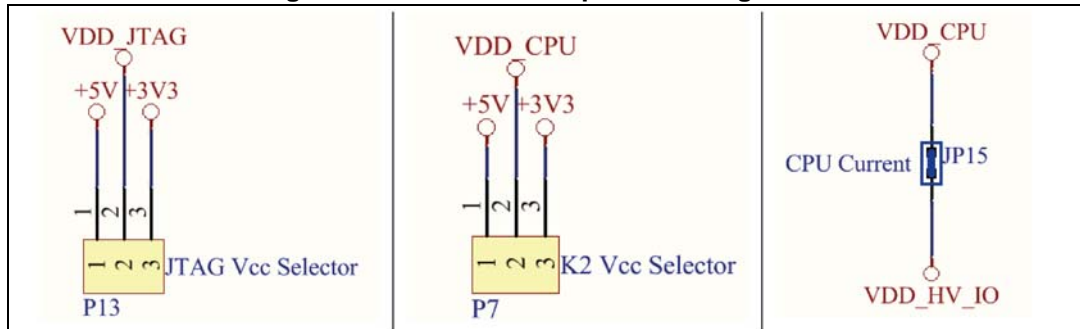 VDD_JTAG
+5V +3V3
1 2 3
1 2 3 JTAG Vcc Selector
P13
VDD_CPU
+5V +3V3
1 2 3
1 2 3 K2 Vcc Selector
P7
VDD_CPU
CPU Current JP15
VDD_HV_IO